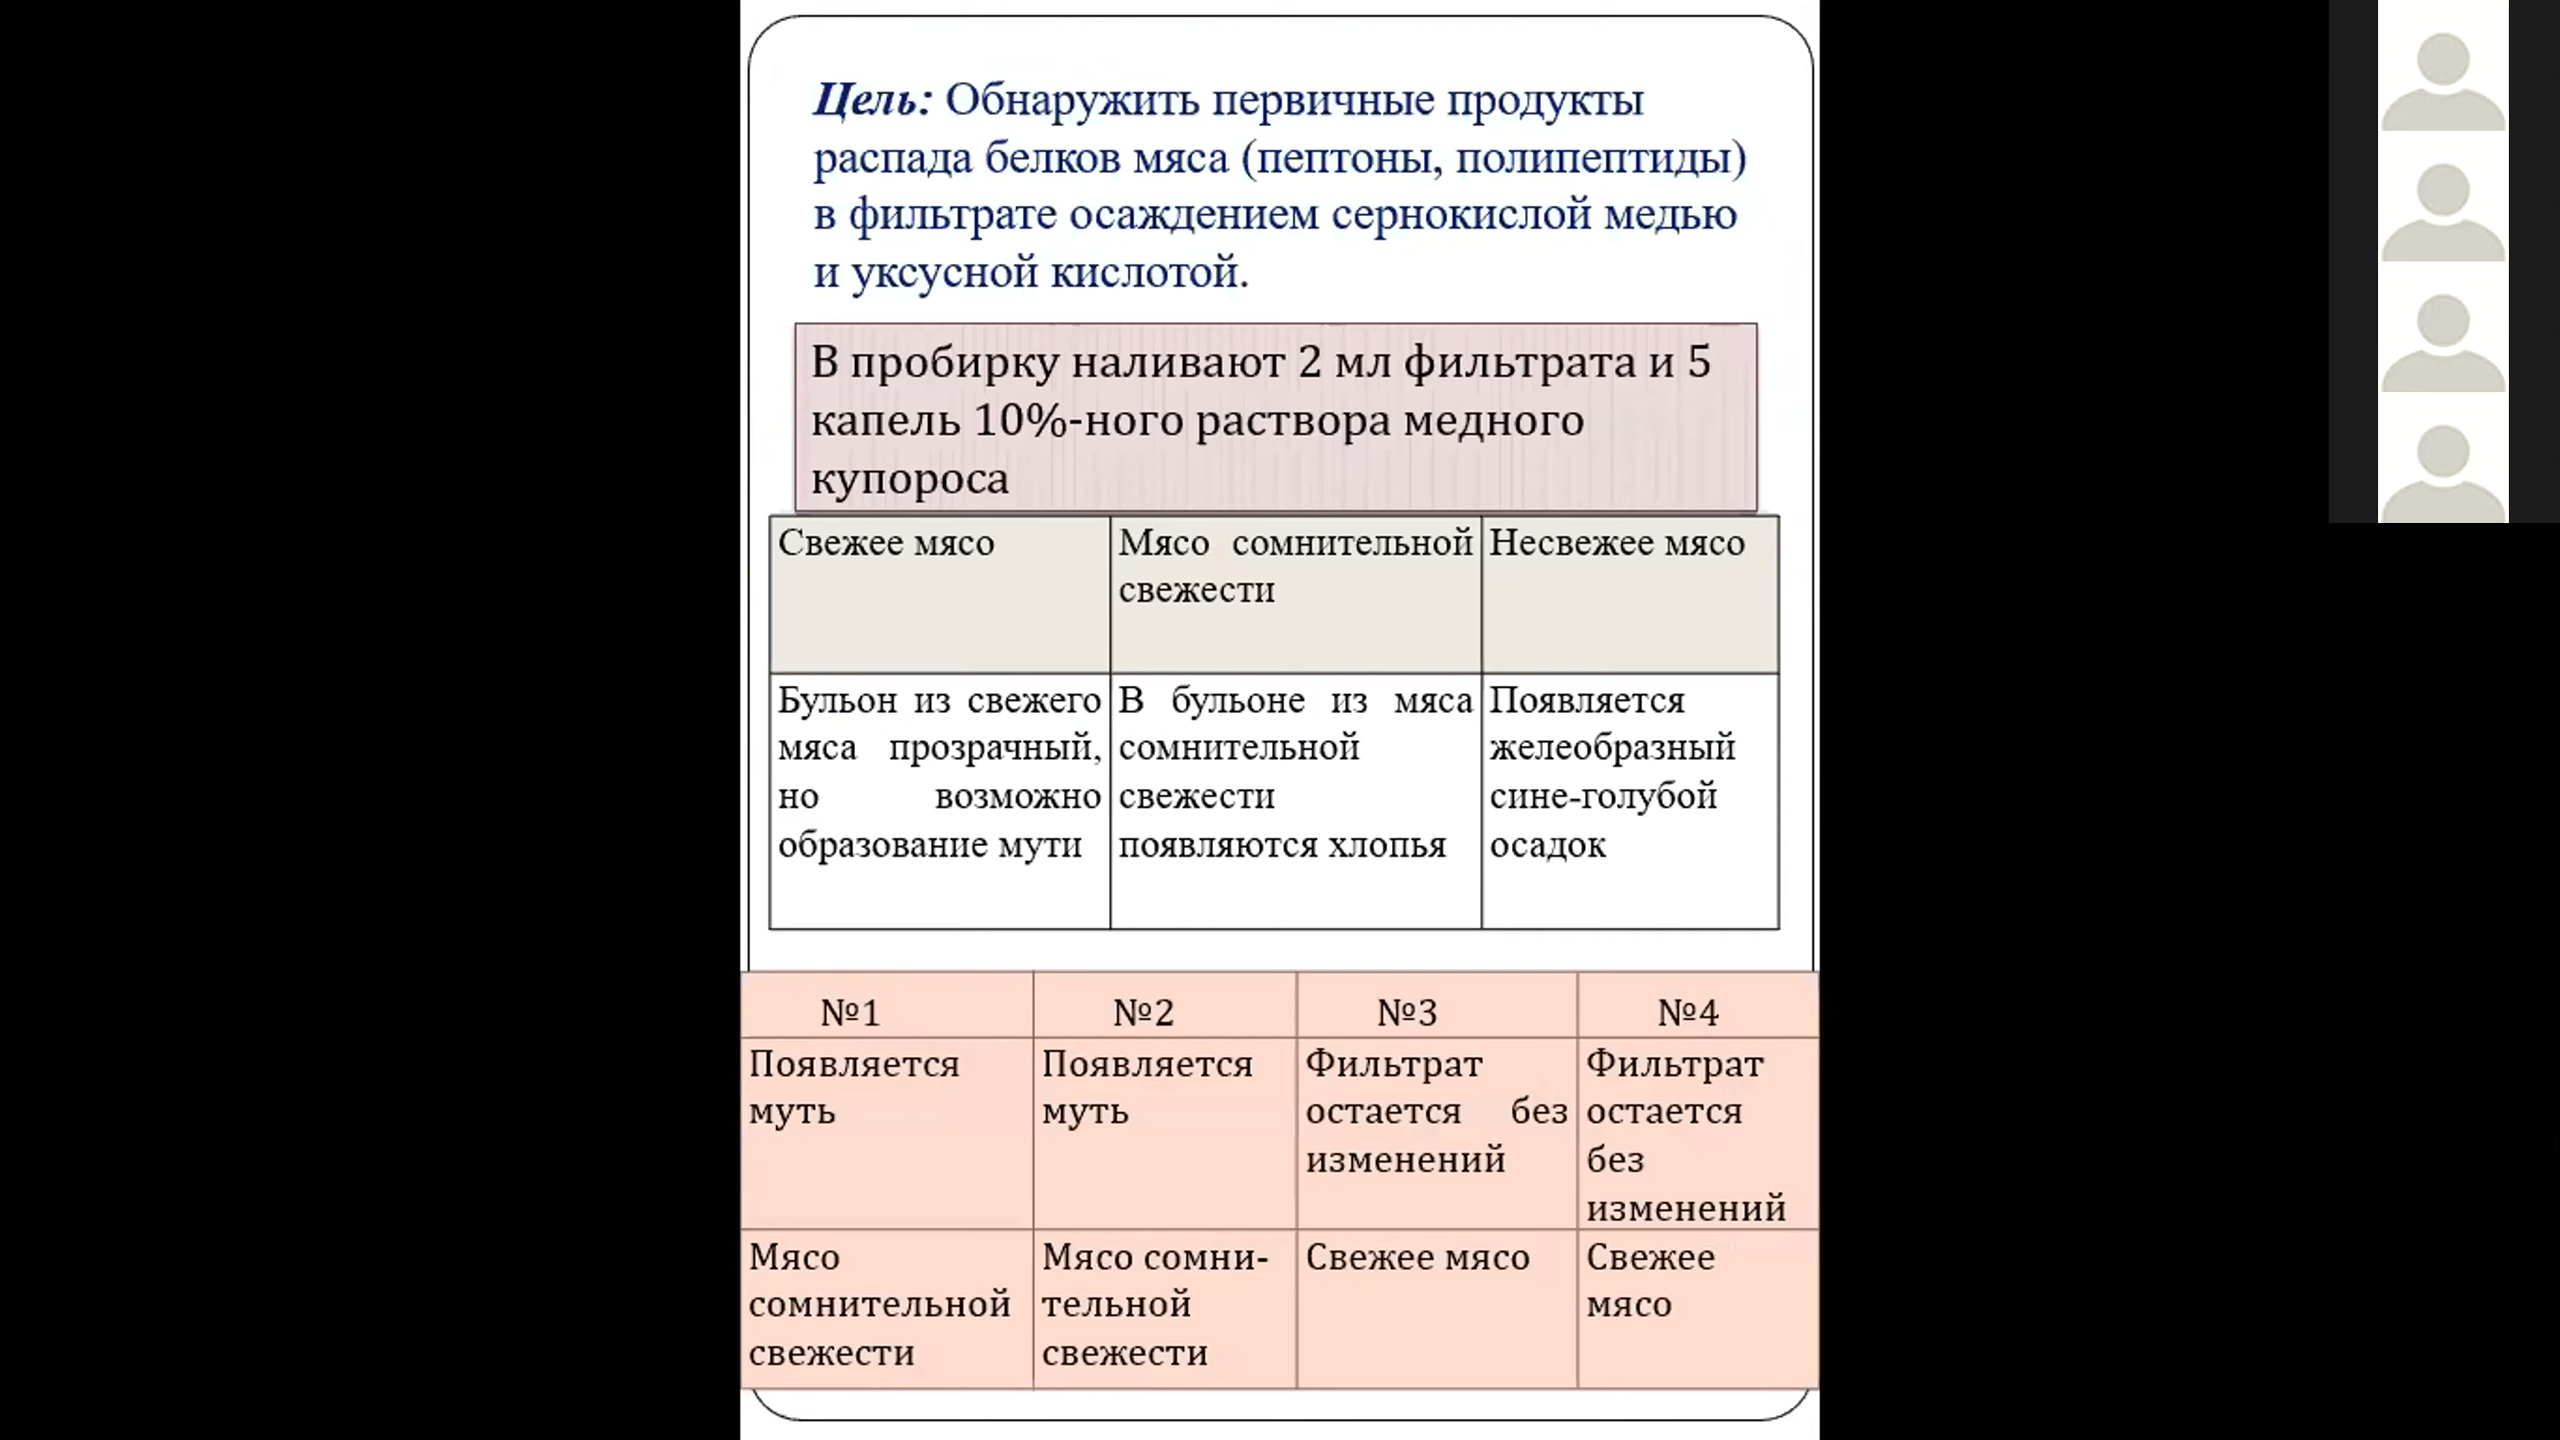 Цель: Обнаружить первичные продукты
распада белков мяса (пептоны, полипептиды)
в фильтрате осаждением сернокислой медью
и уксусной кислотой.
В пробирку наливают 2 мл фильтрата и 5
капель 10%-ного раствора медного
купороса
Свежее мясо
Мясо сомнительной
свежести
Несвежее мясо
Бульон из свежего
мяса прозрачный,
но возможно
образование мути
В бульоне из мяса
сомнительной
свежести
появляются хлопья
Появляется
желеобразный
сине-голубой
осадок
№1
№2
№3
№4
Появляется
муть
Появляется
муть
Фильтрат
остается без
изменений
Фильтрат
остается
без
изменений
Мясо
сомнительной
свежести
Мясо сомни-
тельной
свежести
Свежее мясо
Свежее
мясо